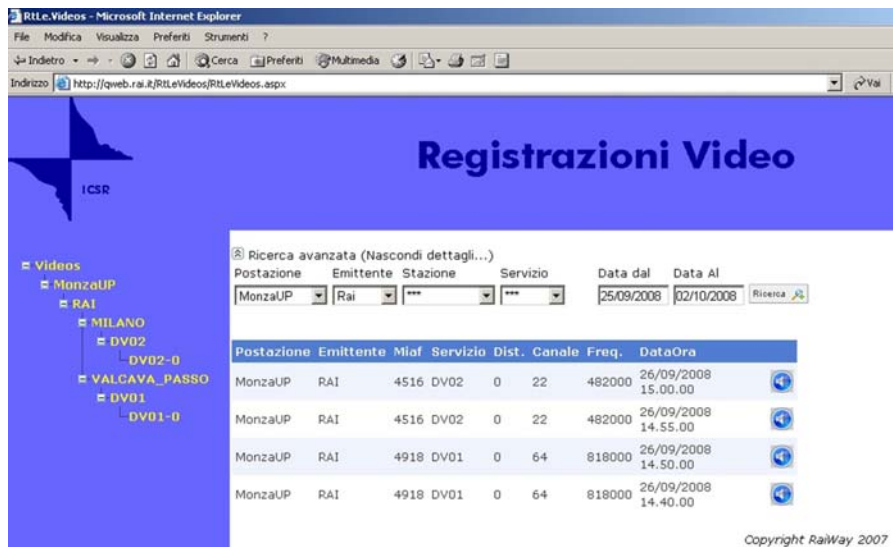 RtLe.Videos - Microsoft Internet Explorer
File Modifica Visualizza Preferiti Strumenti ?
Indietro Cerca Preferiti Multimedia
Indirizzo http://qweb.rai.it/RtLeVideos/RtLeVideos.aspx Vai
Registrazioni Video
ICSR
Videos
MonzaUP
RAI
MILANO
DV02
DV02-0
VALCAVA_PASSO
DV01
DV01-0
Ricerca avanzata (Nascondi dettagli...)
Postazione Emittente Stazione Servizio Data dal Data Al
MonzaUP Rai *** *** 25/09/2008 02/10/2008 Ricerca
Postazione Emittente Miaf Servizio Dist. Canale Freq. DataOra
MonzaUP RAI 4516 DV02 0 22 482000 26/09/2008 15.00.00
MonzaUP RAI 4516 DV02 0 22 482000 26/09/2008 14.55.00
MonzaUP RAI 4918 DV01 0 64 818000 26/09/2008 14.50.00
MonzaUP RAI 4918 DV01 0 64 818000 26/09/2008 14.40.00
Copyright RaiWay 2007